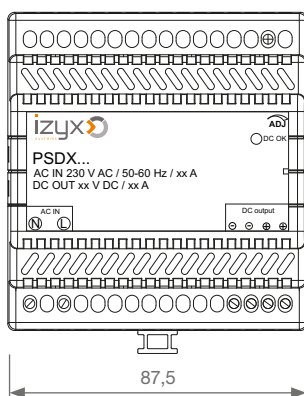 izyx
systems
ADJ
DC OK
PSDX...
AC IN 230 V AC / 50-60 Hz / xx A
DC OUT xx V DC / xx A
AC IN
N L
DC output
87,5